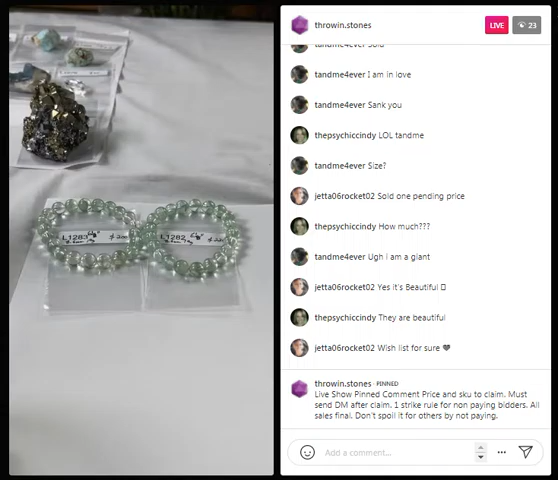 throwin.stones
LIVE
23
tandme4ever Sold
tandme4ever I am in love
tandme4ever Sank you
thepsychiccindy LOL tandme
tandme4ever Size?
jetta06rocket02 Sold one pending price
thepsychiccindy How much???
tandme4ever Ugh I am a giant
jetta06rocket02 Yes it's Beautiful
thepsychiccindy They are beautiful
jetta06rocket02 Wish list for sure 🖤
throwin.stones · PINNED
Live Show Pinned Comment Price and sku to claim. Must
send DM after claim. 1 strike rule for non paying bidders. All
sales final. Don't spoil it for others by not paying.
Add a comment...
L1283
L1282